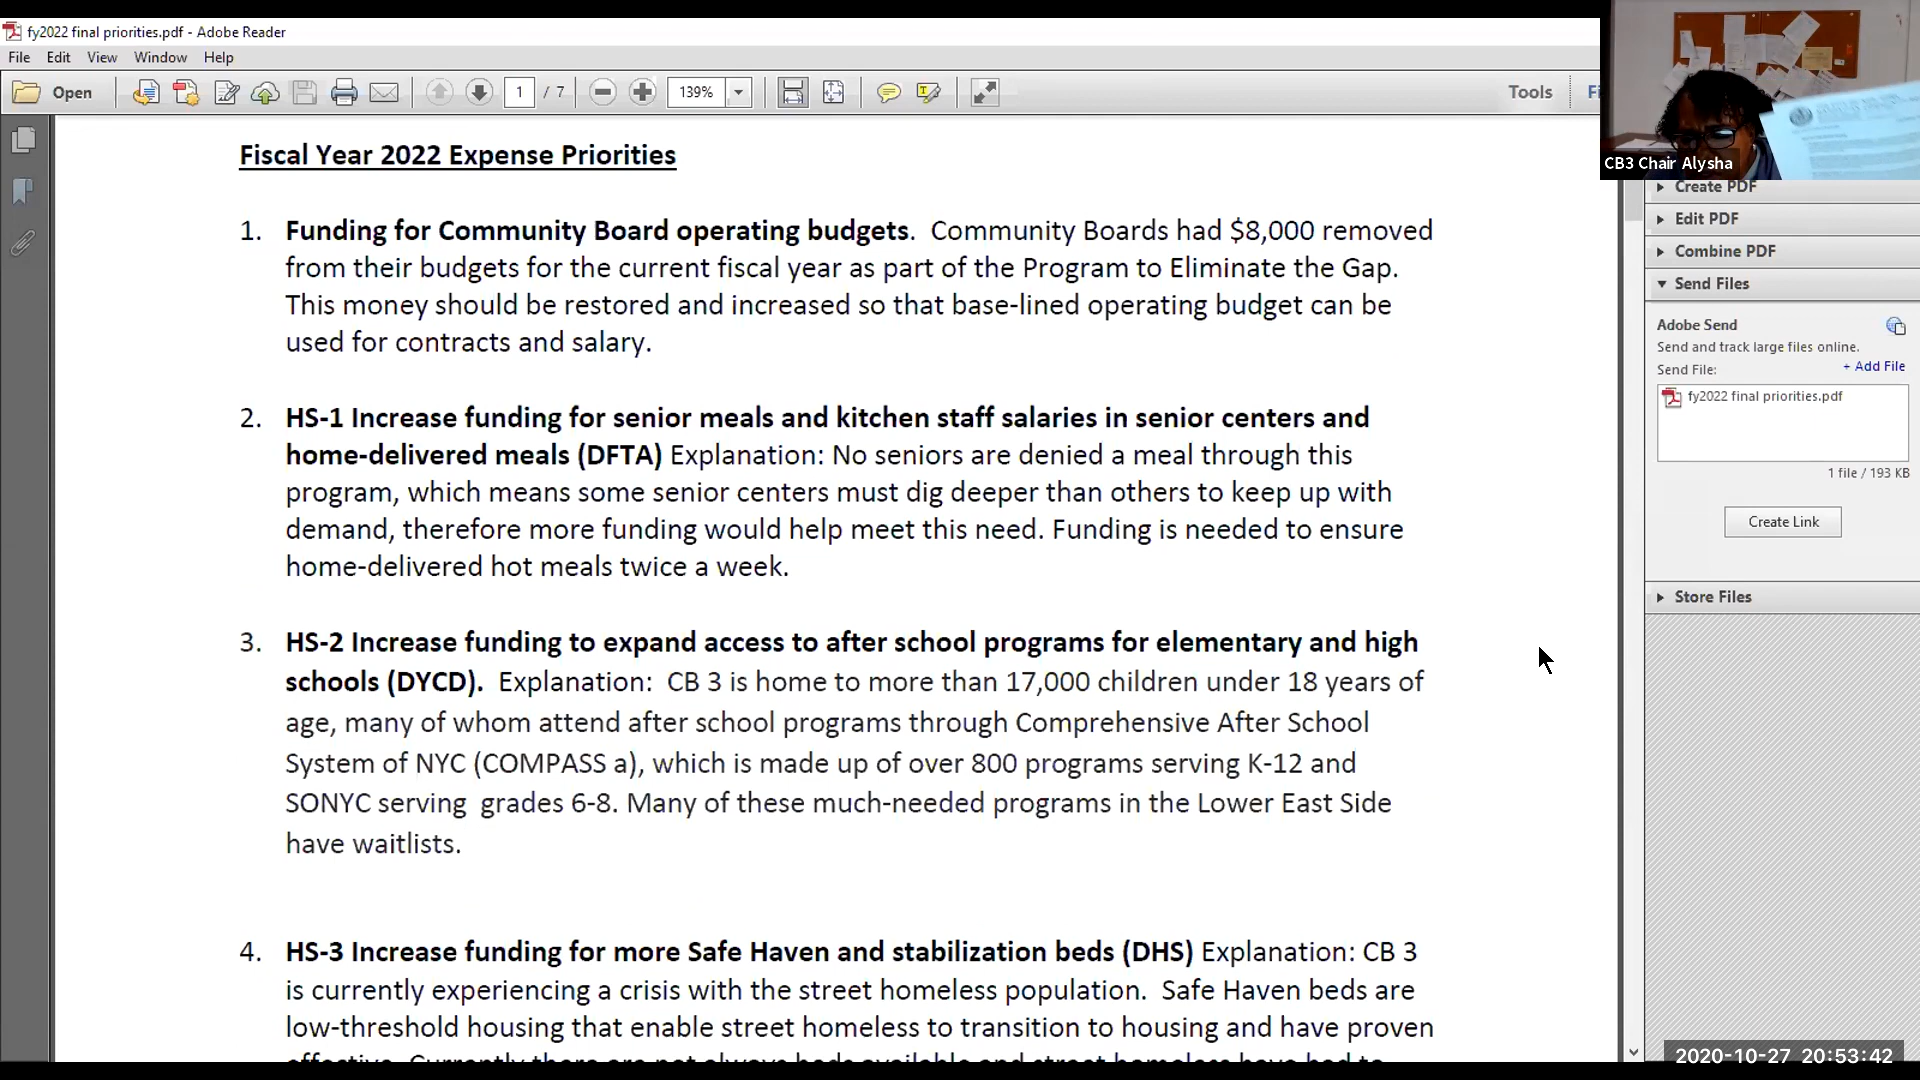 fy2022 final priorities.pdf - Adobe Reader
File Edit View Window Help
Open 1 / 7 139% Tools
CB3 Chair Alysha
Fiscal Year 2022 Expense Priorities
1. Funding for Community Board operating budgets. Community Boards had $8,000 removed
from their budgets for the current fiscal year as part of the Program to Eliminate the Gap.
This money should be restored and increased so that base-lined operating budget can be
used for contracts and salary.
2. HS-1 Increase funding for senior meals and kitchen staff salaries in senior centers and
home-delivered meals (DFTA) Explanation: No seniors are denied a meal through this
program, which means some senior centers must dig deeper than others to keep up with
demand, therefore more funding would help meet this need. Funding is needed to ensure
home-delivered hot meals twice a week.
3. HS-2 Increase funding to expand access to after school programs for elementary and high
schools (DYCD). Explanation: CB 3 is home to more than 17,000 children under 18 years of
age, many of whom attend after school programs through Comprehensive After School
System of NYC (COMPASS a), which is made up of over 800 programs serving K-12 and
SONYC serving grades 6-8. Many of these much-needed programs in the Lower East Side
have waitlists.
4. HS-3 Increase funding for more Safe Haven and stabilization beds (DHS) Explanation: CB 3
is currently experiencing a crisis with the street homeless population. Safe Haven beds are
low-threshold housing that enable street homeless to transition to housing and have proven
effective. Currently there are not always beds available and street homeless have had to
Create PDF
Edit PDF
Combine PDF
Send Files
Adobe Send
Send and track large files online.
Send File:
+ Add File
fy2022 final priorities.pdf
1 file / 193 KB
Create Link
Store Files
2020-10-27 20:53:42